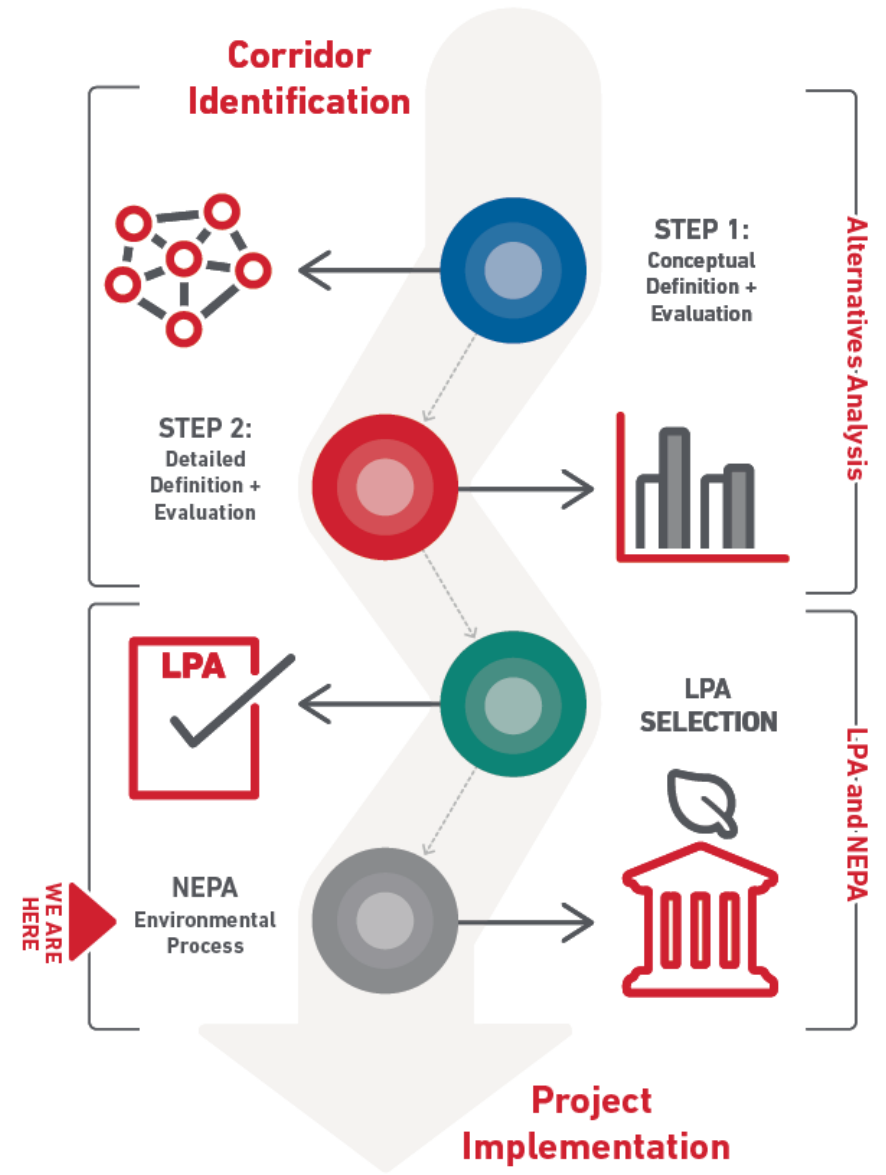 Corridor
Identification
STEP 1:
Conceptual
Definition +
Evaluation
Alternatives Analysis
STEP 2:
Detailed
Definition +
Evaluation
LPA
LPA
SELECTION
LPA and NEPA
WE ARE
HERE
NEPA
Environmental
Process
Project
Implementation